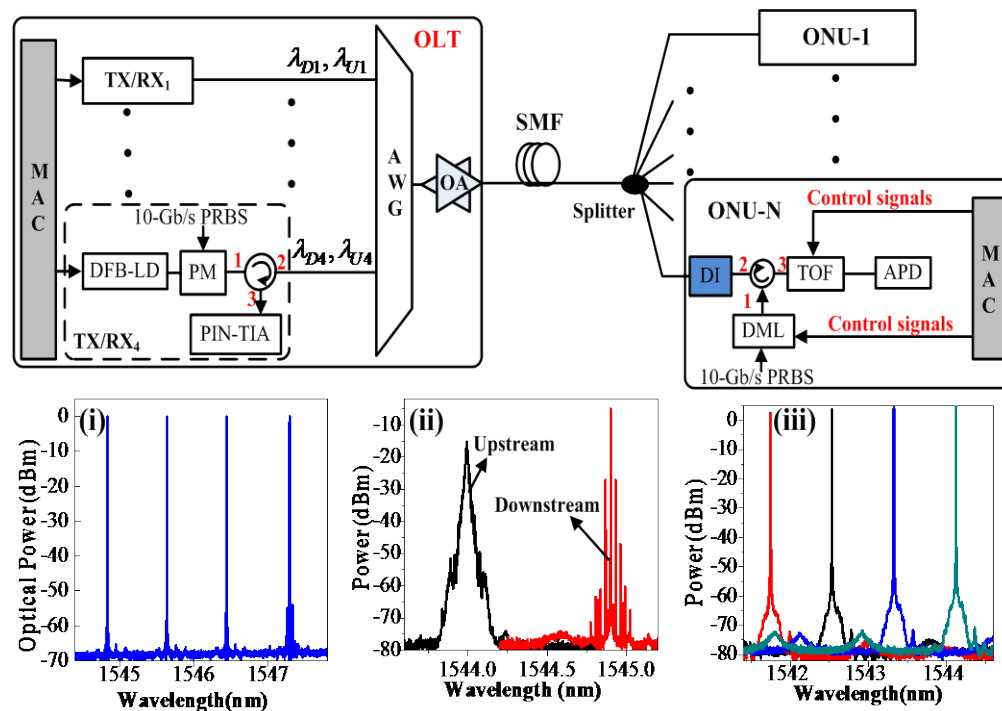 OLT
ONU-1
MAC
TX/RX₁
λD1, λU1
AWG
OA
SMF
Splitter
10-Gb/s PRBS
DFB-LD
PM
1
2
3
λD4, λU4
PIN-TIA
TX/RX₄
ONU-N
Control signals
MAC
DI
2
3
1
TOF
APD
DML
Control signals
10-Gb/s PRBS
(i)
Optical Power(dBm)
0
-10
-20
-30
-40
-50
-60
-70
1545 1546 1547
Wavelength(nm)
(ii)
Upstream
Downstream
Power(dBm)
0
-10
-20
-30
-40
-50
-60
-70
-80
1544.0 1544.5 1545.0
Wavelength (nm)
(iii)
Power(dBm)
0
-10
-20
-30
-40
-50
-60
-70
-80
1542 1543 1544
Wavelength(nm)